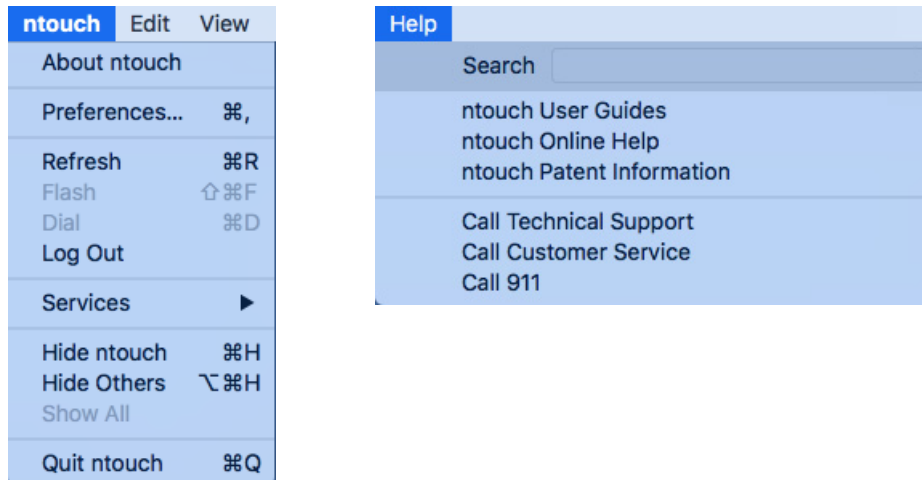 ntouch Edit View
About ntouch
Preferences... ⌘,
Refresh ⌘R
Flash ⇧⌘F
Dial ⌘D
Log Out
Services ▶
Hide ntouch ⌘H
Hide Others ⌥⌘H
Show All
Quit ntouch ⌘Q
Help
Search
ntouch User Guides
ntouch Online Help
ntouch Patent Information
Call Technical Support
Call Customer Service
Call 911